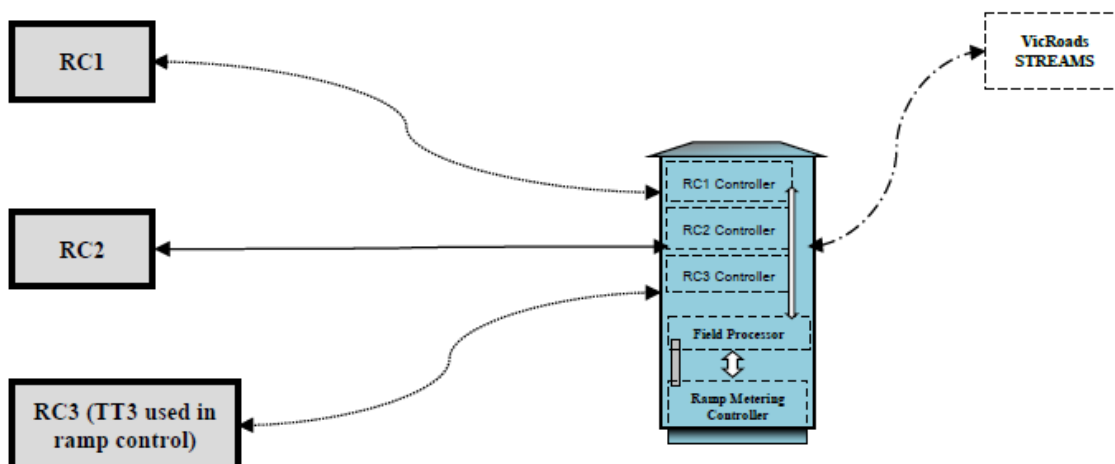 RC1
VicRoads
STREAMS
RC1 Controller
RC2
RC2 Controller
RC3 Controller
Field Processor
RC3 (TT3 used in
ramp control)
Ramp Metering
Controller